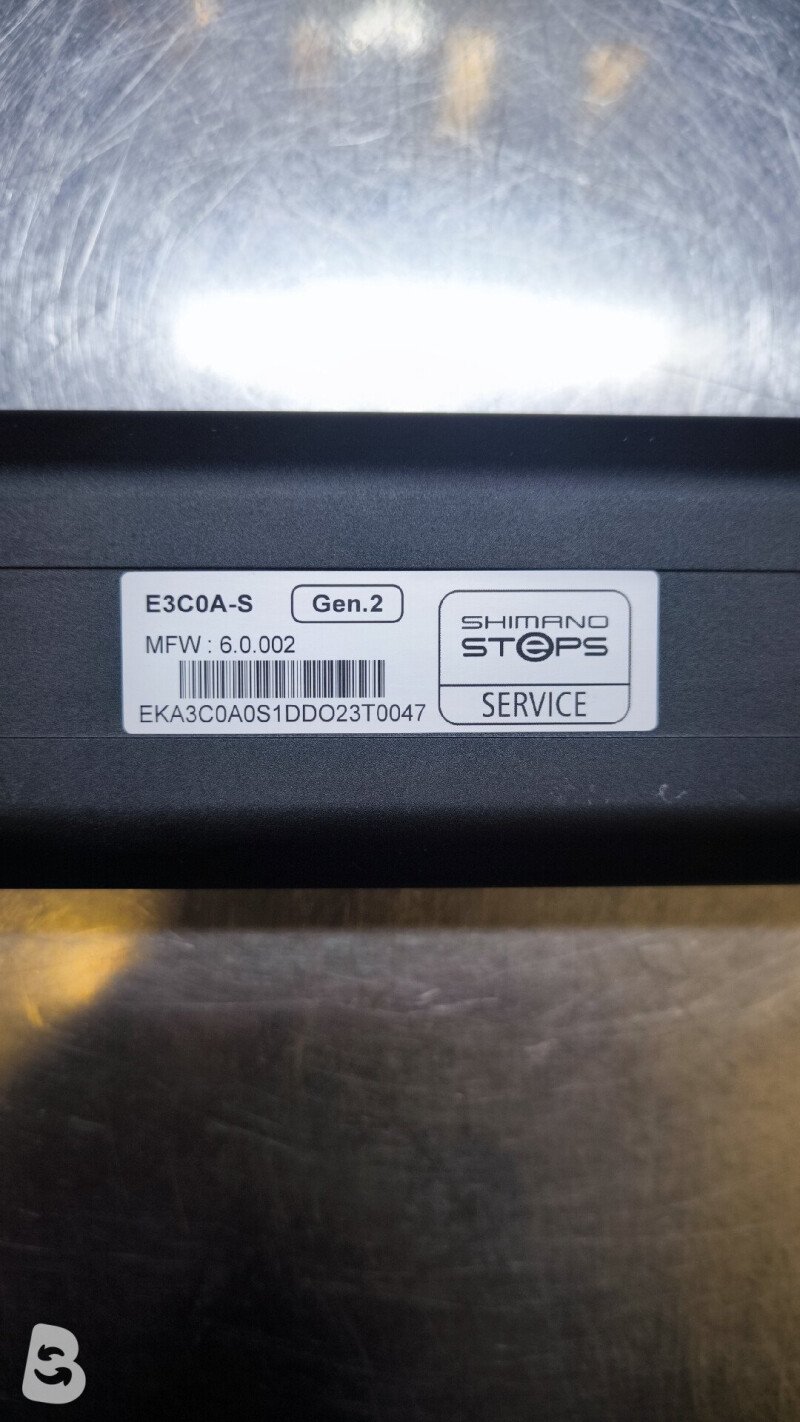 E3C0A-S Gen.2
MFW : 6.0.002
EKA3C0A0S1DDO23T0047
SHIMANO
STePS
SERVICE
B